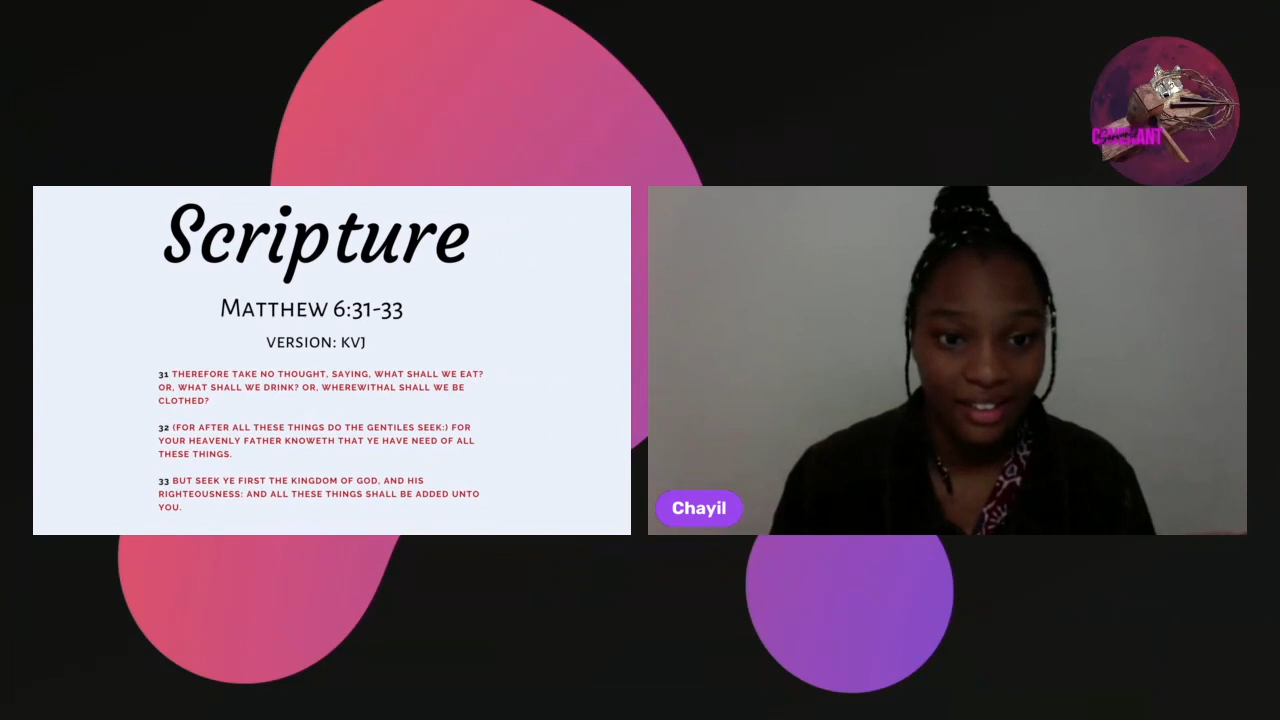 Scripture
MATTHEW 6:31-33
VERSION: KVJ
31 THEREFORE TAKE NO THOUGHT, SAYING, WHAT SHALL WE EAT?
OR, WHAT SHALL WE DRINK? OR, WHEREWITHAL SHALL WE BE
CLOTHED?
32 (FOR AFTER ALL THESE THINGS DO THE GENTILES SEEK:) FOR
YOUR HEAVENLY FATHER KNOWETH THAT YE HAVE NEED OF ALL
THESE THINGS.
33 BUT SEEK YE FIRST THE KINGDOM OF GOD, AND HIS
RIGHTEOUSNESS: AND ALL THESE THINGS SHALL BE ADDED UNTO
YOU.
Chayil